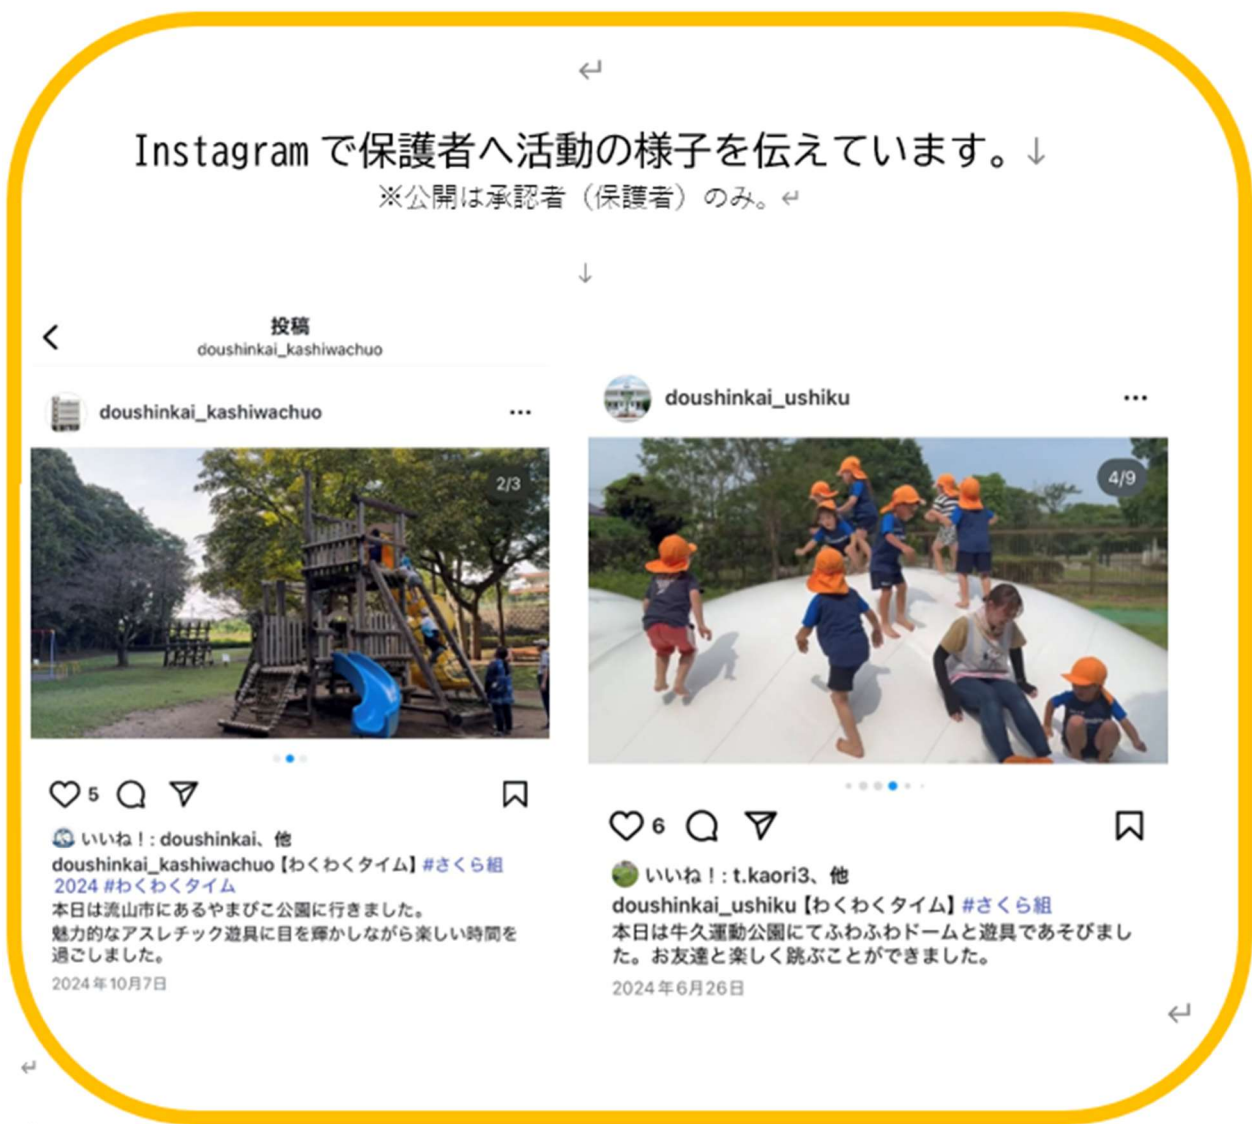 Instagramで保護者へ活動の様子を伝えています。↓
※公開は承認者（保護者）のみ。
↓
投稿
doushinkai_kashiwachuo
doushinkai_kashiwachuo
2/3
5
いいね！: doushinkai、他
doushinkai_kashiwachuo【わくわくタイム】#さくら組
2024 #わくわくタイム
本日は流山市にあるやまびこ公園に行きました。
魅力的なアスレチック遊具に目を輝かしながら楽しい時間を
過ごしました。
2024年10月7日
doushinkai_ushiku
4/9
6
いいね！: t.kaori3、他
doushinkai_ushiku【わくわくタイム】#さくら組
本日は牛久運動公園にてふわふわドームと遊具であそびまし
た。お友達と楽しく跳ぶことができました。
2024年6月26日